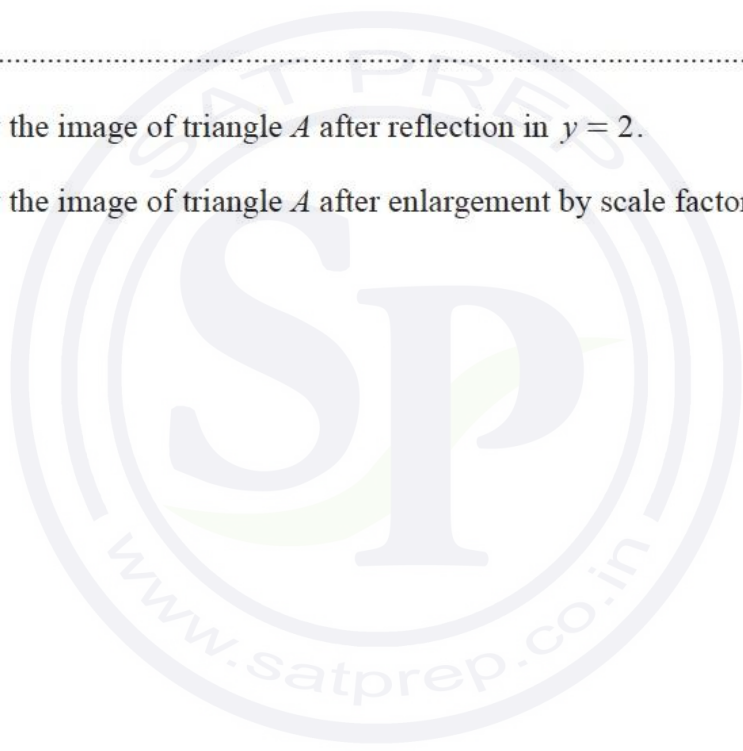 SAT PREP
the image of triangle A after reflection in y = 2.
the image of triangle A after enlargement by scale factor
SP
www.satprep.co.in